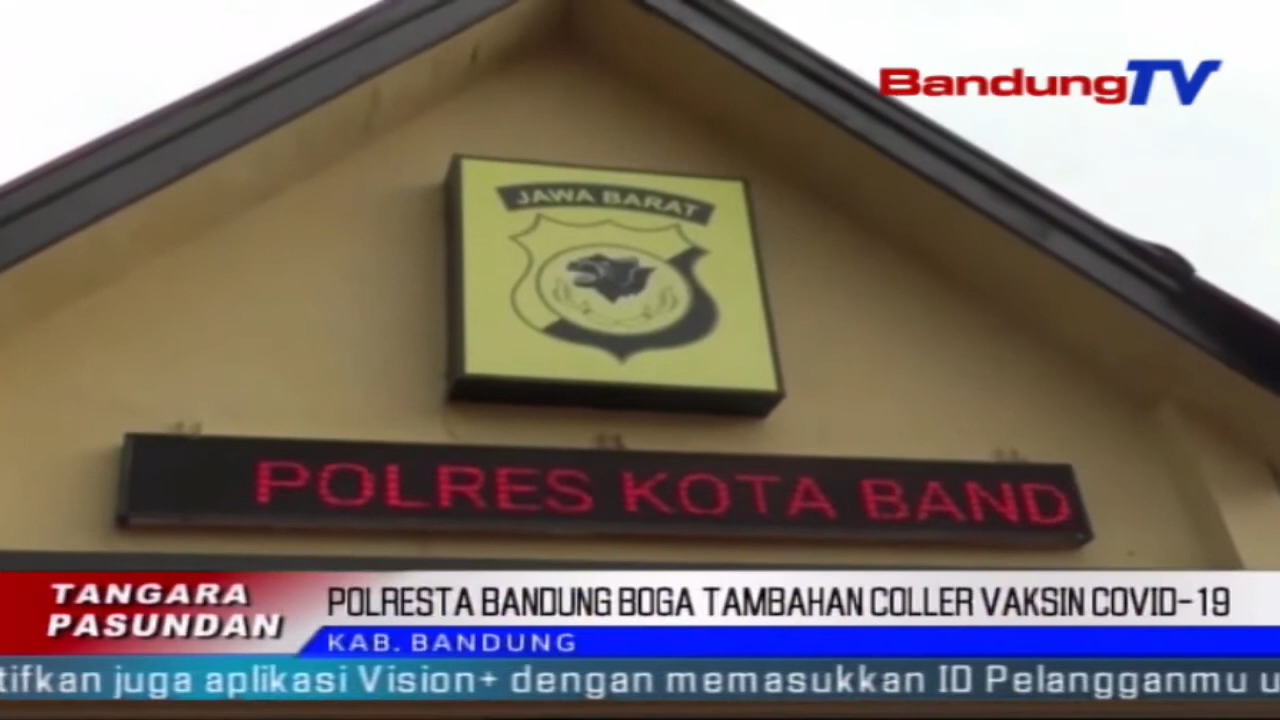 BandungTV
JAWA BARAT
POLRES KOTA BAND
TANGARA
PASUNDAN
POLRESTA BANDUNG BOGA TAMBAHAN COLLER VAKSIN COVID-19
KAB. BANDUNG
tifkan juga aplikasi Vision+ dengan memasukkan ID Pelangganmu u